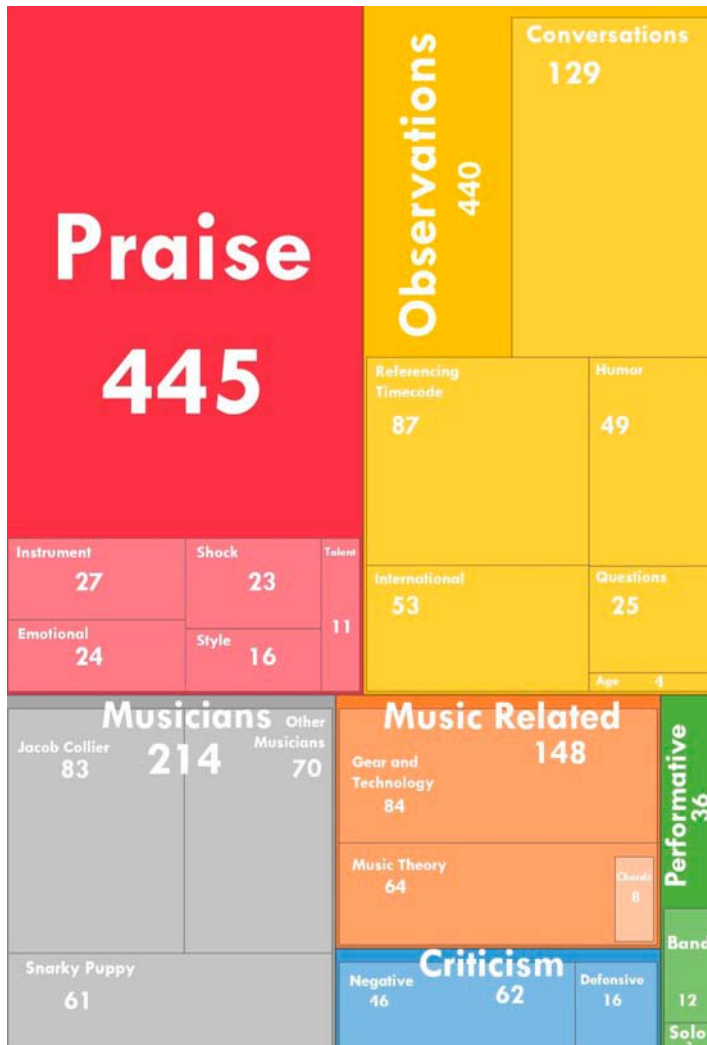 Praise
445
Instrument
27
Emotional
24
Shock
23
Style
16
Talent
11
Observations
440
Conversations
129
Referencing
Timecode
87
Humor
49
International
53
Questions
25
Age 4
Musicians
214
Jacob Collier
83
Other
Musicians
70
Snarky Puppy
61
Music Related
148
Gear and
Technology
84
Music Theory
64
Chords
8
Criticism
62
Negative
46
Defensive
16
Performative
36
Band
12
Solo